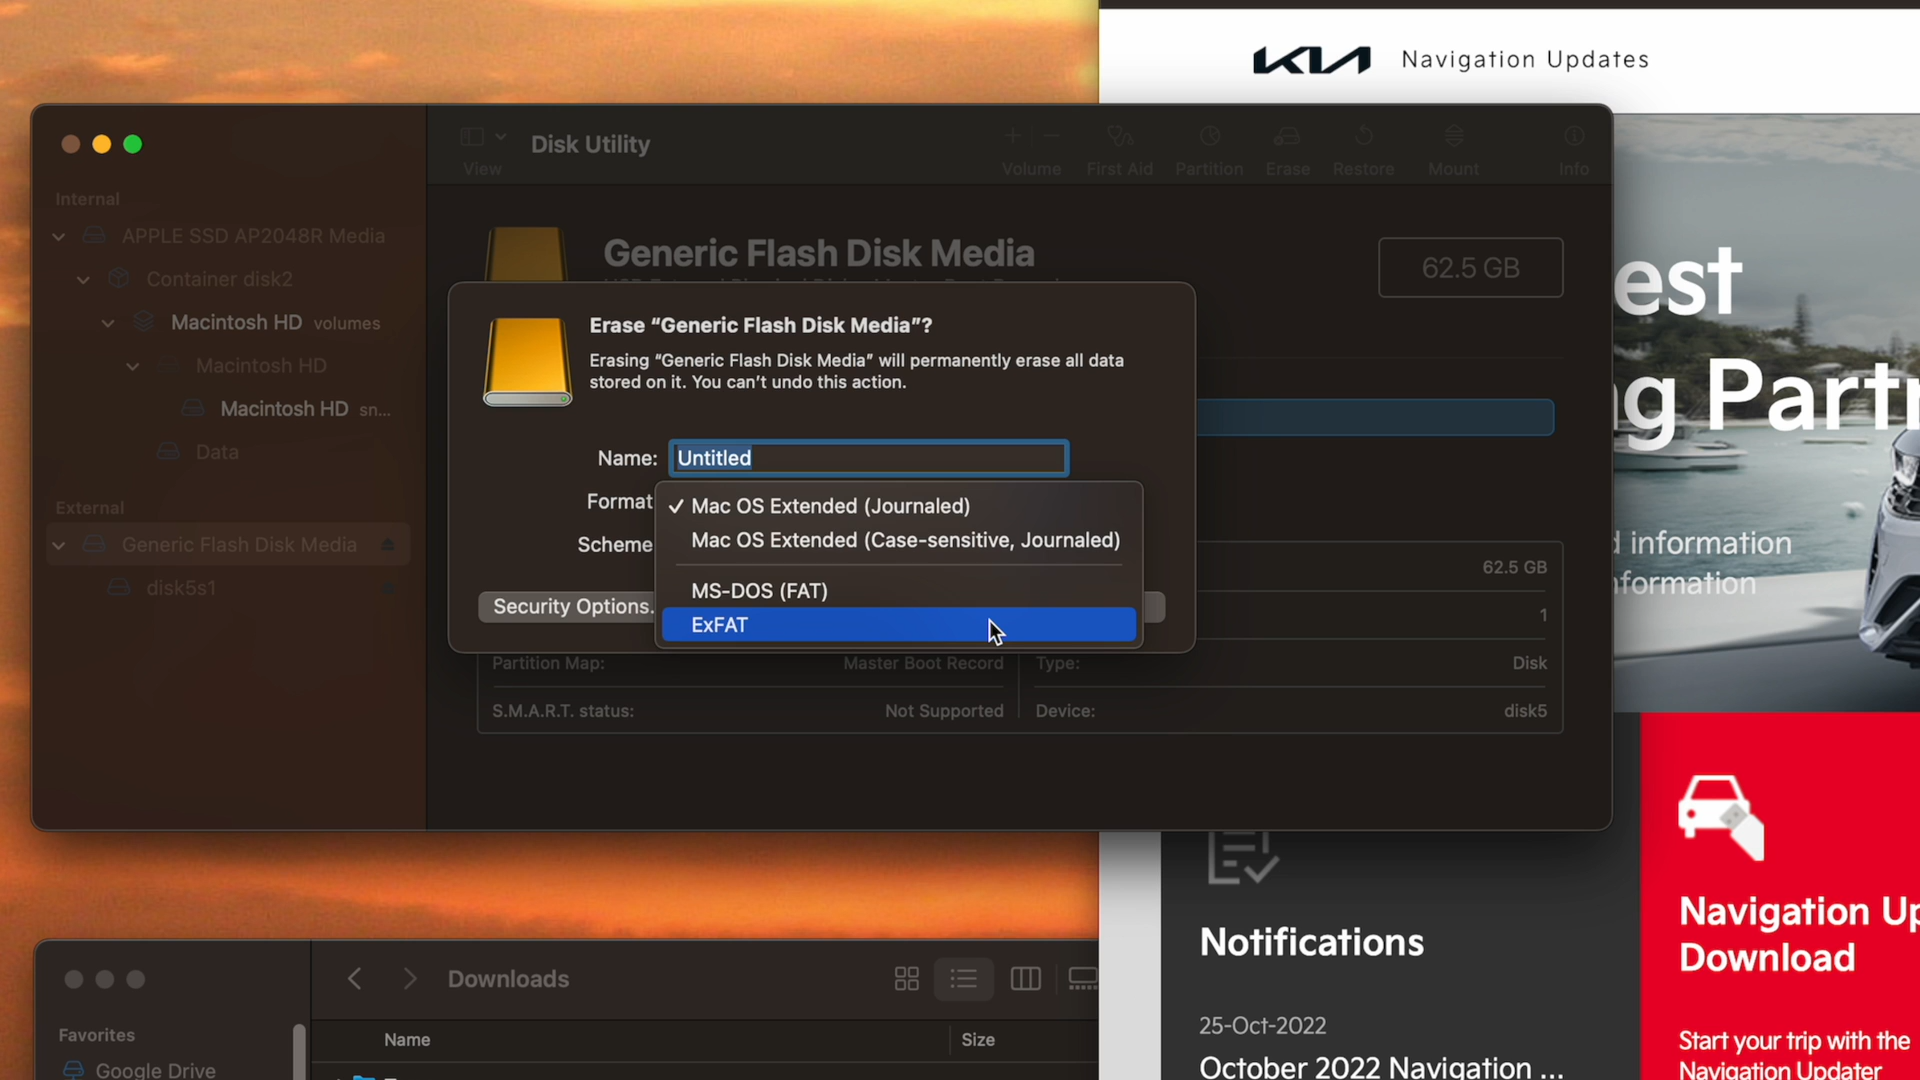 KIA Navigation Updates
Disk Utility
View
Volume
First Aid
Partition
Erase
Restore
Mount
Info
Internal
APPLE SSD AP2048R Media
Container disk2
Macintosh HD volumes
Macintosh HD
Macintosh HD sn...
Data
External
Generic Flash Disk Media
disk5s1
Generic Flash Disk Media
62.5 GB
Erase “Generic Flash Disk Media”?
Erasing “Generic Flash Disk Media” will permanently erase all data
stored on it. You can’t undo this action.
Name: Untitled
Format
Scheme
✓ Mac OS Extended (Journaled)
Mac OS Extended (Case-sensitive, Journaled)
MS-DOS (FAT)
ExFAT
Security Options.
62.5 GB
1
Partition Map: Master Boot Record
Type: Disk
S.M.A.R.T. status: Not Supported
Device: disk5
est
g Partn
d information
formation
Notifications
25-Oct-2022
October 2022 Navigation ...
Navigation Up
Download
Start your trip with the
Navigation Updater
Downloads
Favorites
Google Drive
Name
Size